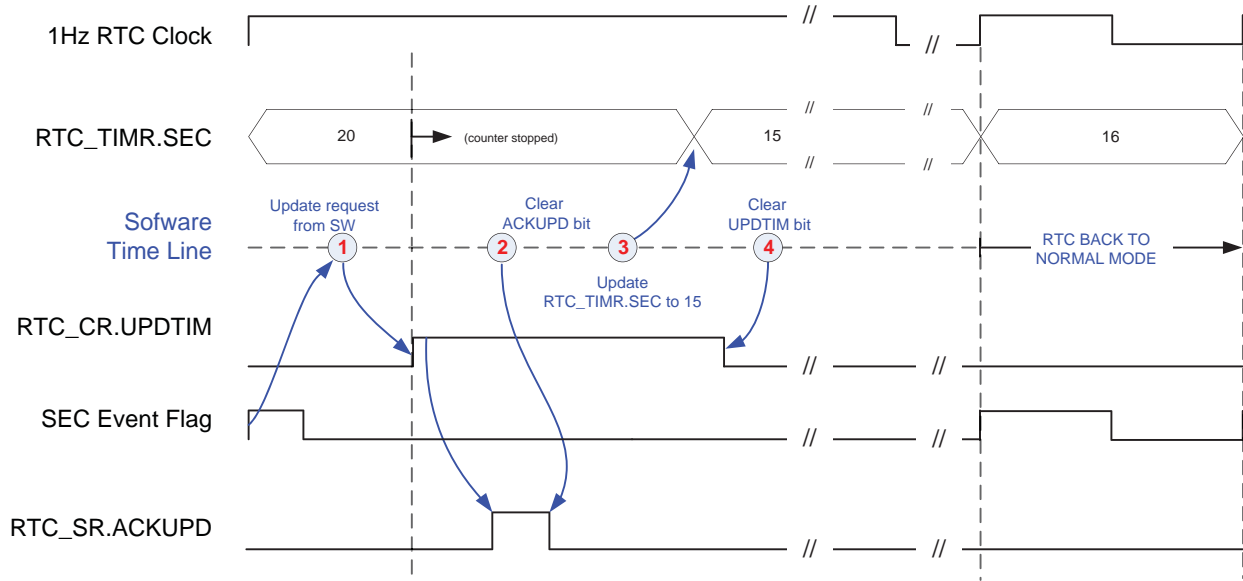 1Hz RTC Clock
//
//
//
RTC_TIMR.SEC
20
(counter stopped)
//
15
//
//
//
16
Sofware
Time Line
Update request
from SW
1
Clear
ACKUPD bit
2
3
Update
RTC_TIMR.SEC to 15
Clear
UPDTIM bit
4
RTC BACK TO
NORMAL MODE
RTC_CR.UPDTIM
//
//
SEC Event Flag
//
//
RTC_SR.ACKUPD
//
//